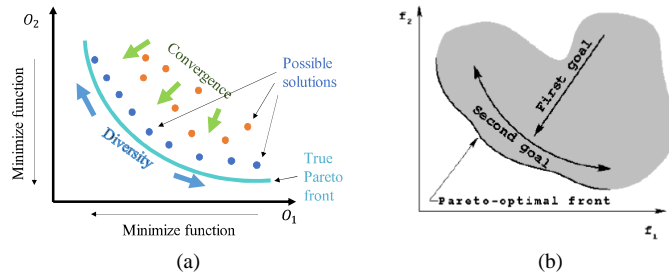 O₂
Minimize function
Convergence
Diversity
Possible
solutions
True
Pareto
front
O₁
Minimize function
(a)
f₂
First goal
Second goal
Pareto-optimal front
f₁
(b)